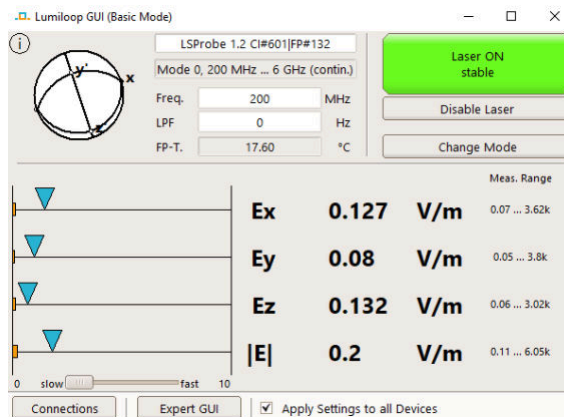 Lumiloop GUI (Basic Mode)
i
LSProbe 1.2 CI#601|FP#132
Mode 0, 200 MHz ... 6 GHz (contin.)
Freq. 200 MHz
LPF 0 Hz
FP-T. 17.60 °C
Laser ON
stable
Disable Laser
Change Mode
y'
x
Meas. Range
Ex 0.127 V/m 0.07 ... 3.62k
Ey 0.08 V/m 0.05 ... 3.8k
Ez 0.132 V/m 0.06 ... 3.02k
|E| 0.2 V/m 0.11 ... 6.05k
0 slow fast 10
Connections Expert GUI Apply Settings to all Devices